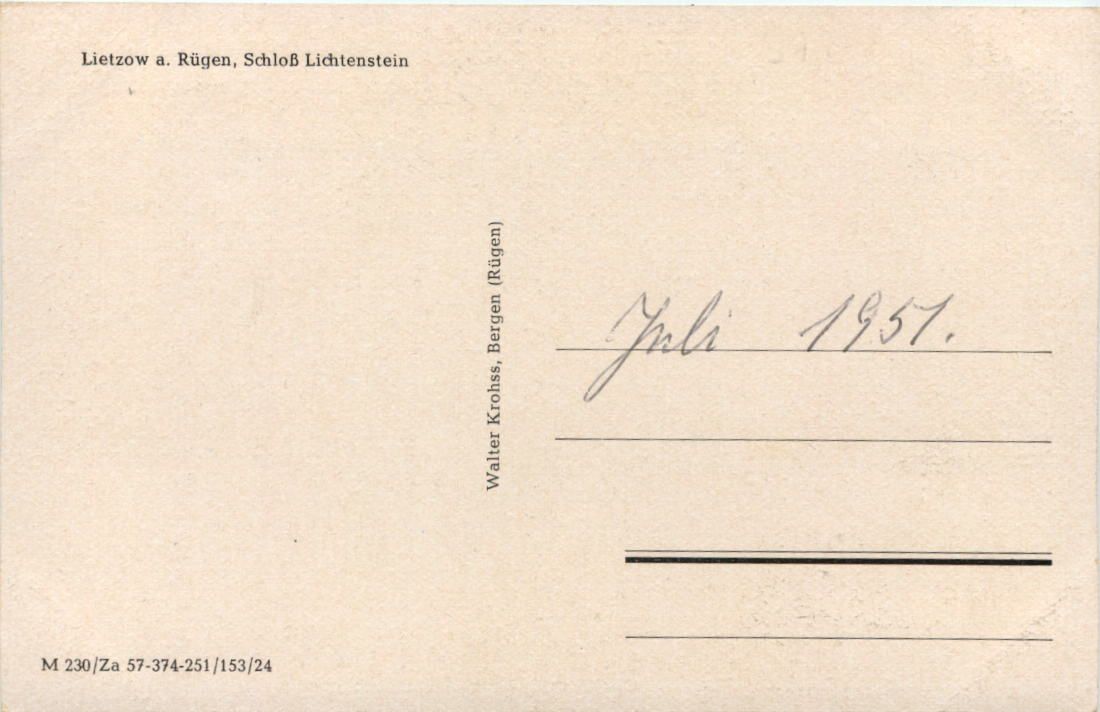 Lietzow a. Rügen, Schloß Lichtenstein
Walter Krohss, Bergen (Rügen)
Juli 1951.
M 230/Za 57-374-251/153/24